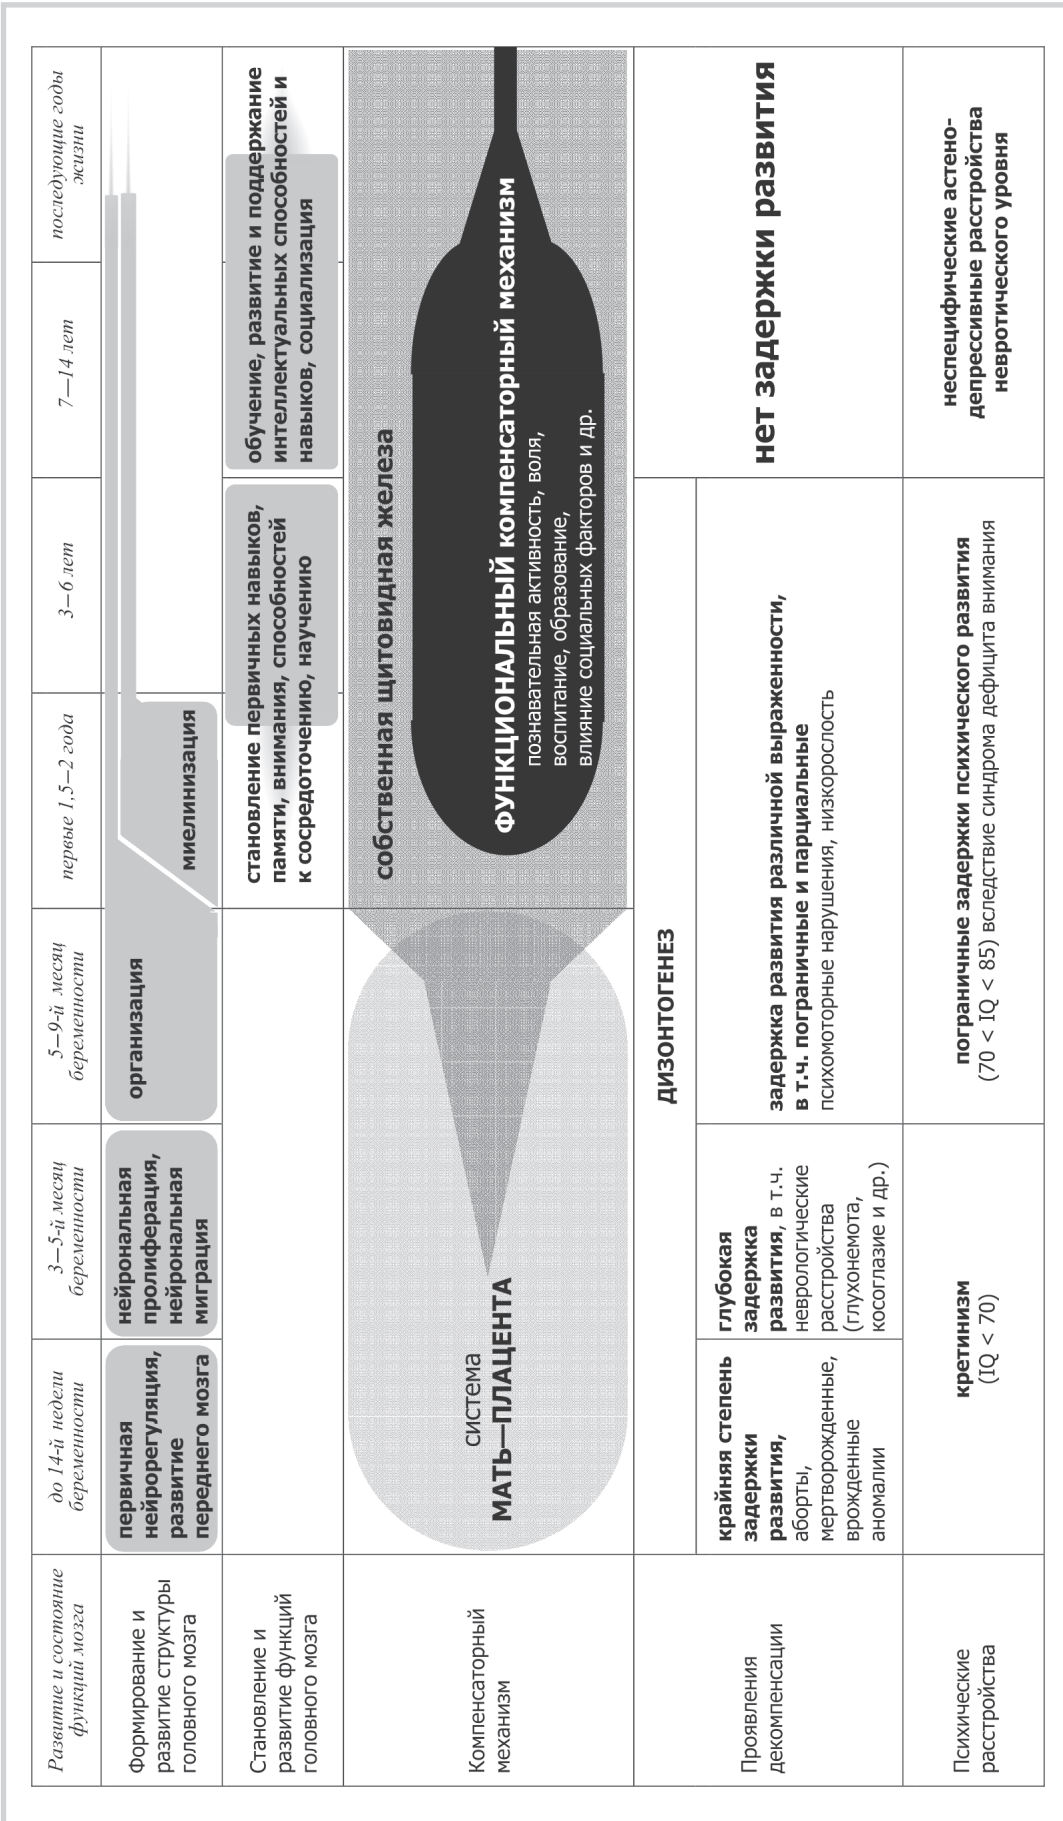 Развитие и состояние
функций мозга
до 14-й недели
беременности
3—5-й месяц
беременности
5—9-й месяц
беременности
первые 1,5—2 года
3—6 лет
7—14 лет
последующие годы
жизни
Формирование и
развитие структуры
головного мозга
первичная
нейрорегуляция,
развитие
переднего мозга
нейрональная
пролиферация,
нейрональная
миграция
организация
миелинизация
Становление и
развитие функций
головного мозга
становление первичных навыков,
памяти, внимания, способностей
к сосредоточению, научению
обучение, развитие и поддержание
интеллектуальных способностей и
навыков, социализация
Компенсаторный
механизм
система
МАТЬ—ПЛАЦЕНТА
собственная щитовидная железа
ФУНКЦИОНАЛЬНЫЙ компенсаторный механизм
познавательная активность, воля,
воспитание, образование,
влияние социальных факторов и др.
Проявления
декомпенсации
ДИЗОНТОГЕНЕЗ
крайняя степень
задержки
развития,
аборты,
мертворожденные,
врожденные
аномалии
глубокая
задержка
развития, в т.ч.
неврологические
расстройства
(глухонемота,
косоглазие и др.)
задержка развития различной выраженности,
в т.ч. пограничные и парциальные
психомоторные нарушения, низкорослость
нет задержки развития
Психические
расстройства
кретинизм
(IQ < 70)
пограничные задержки психического развития
(70 < IQ < 85) вследствие синдрома дефицита внимания
неспецифические астено-
депрессивные расстройства
невротического уровня